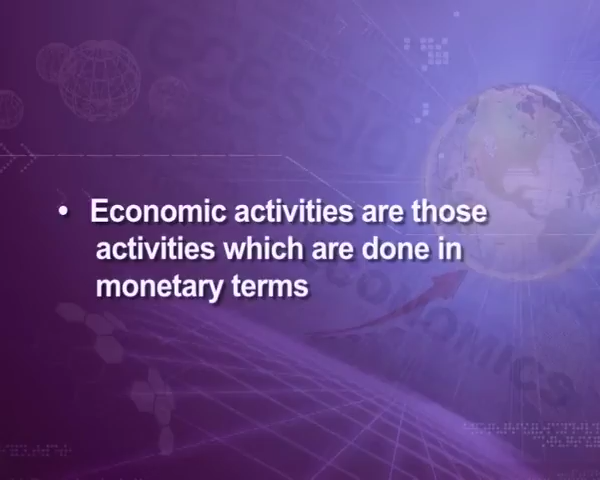 • Economic activities are those
activities which are done in
monetary terms